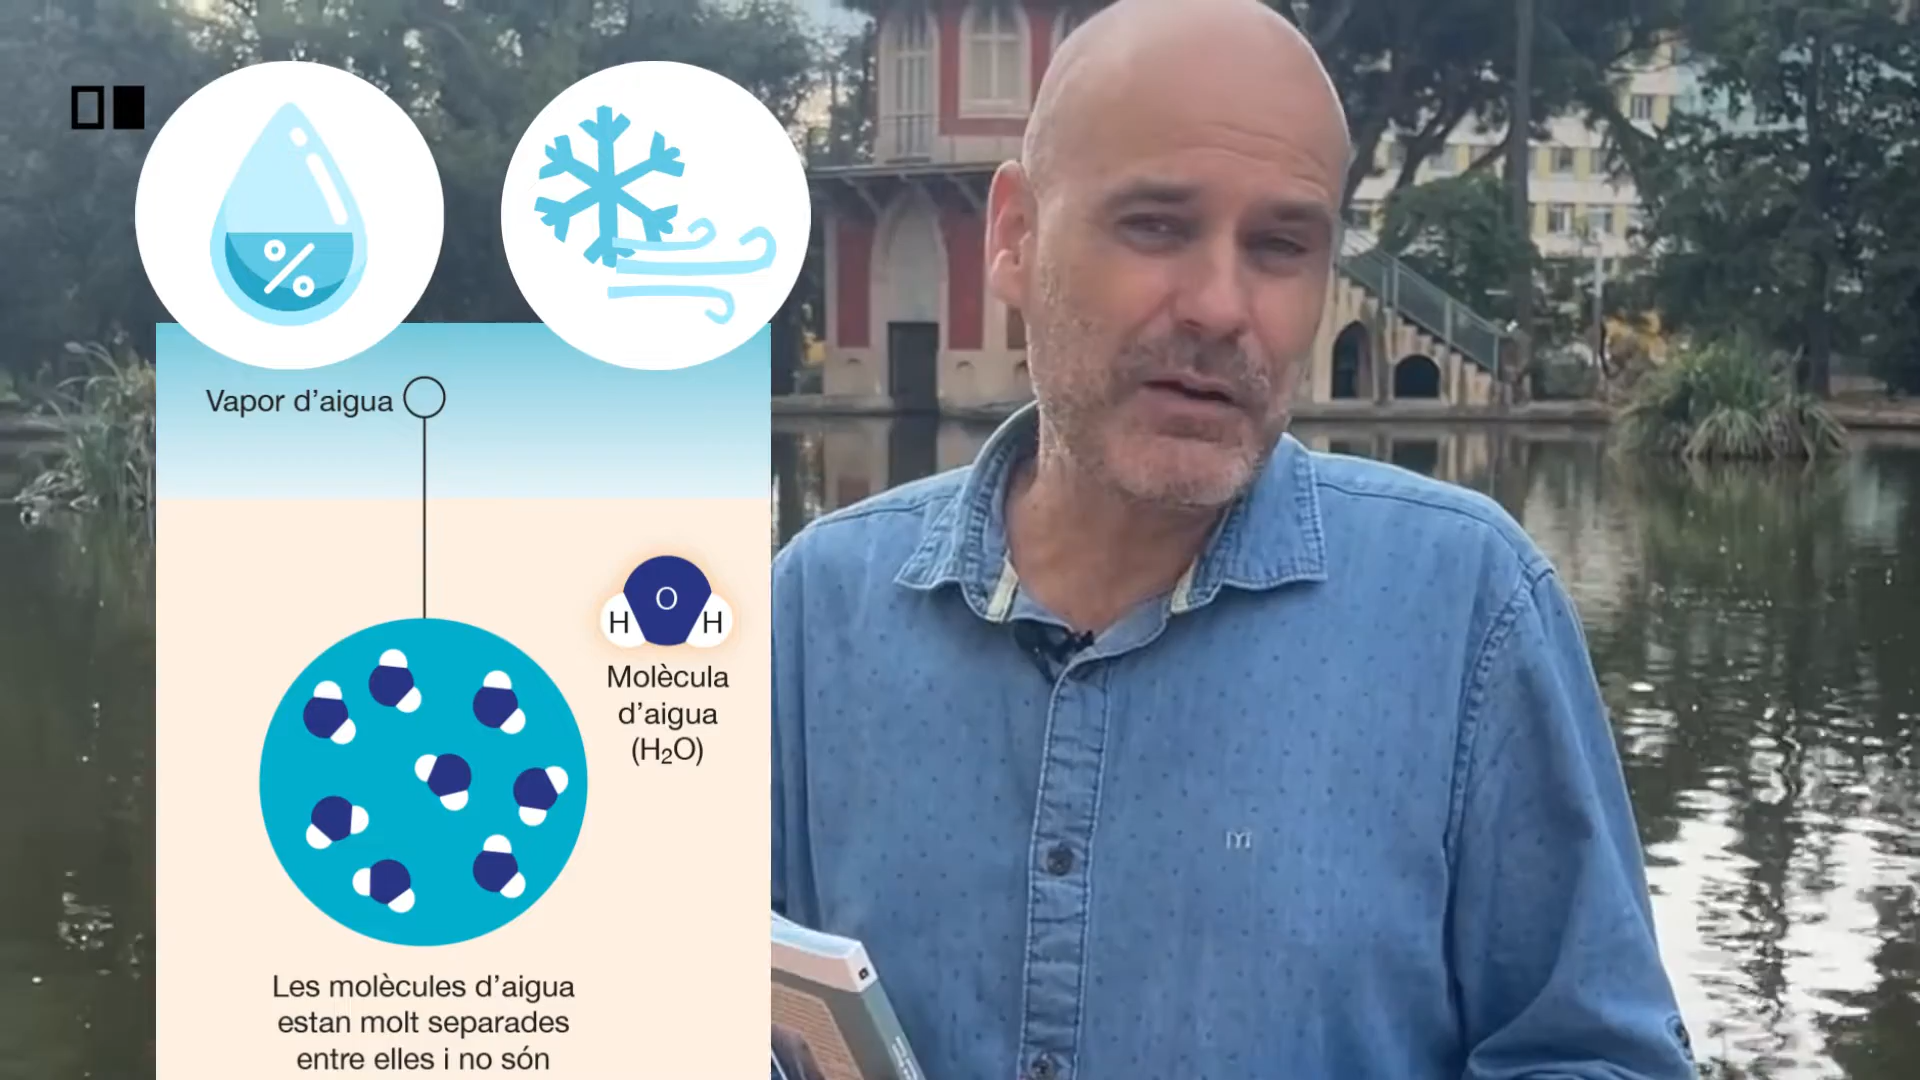 %
Vapor d’aigua
O
H H
Molècula
d’aigua
(H₂O)
Les molècules d’aigua
estan molt separades
entre elles i no són
m